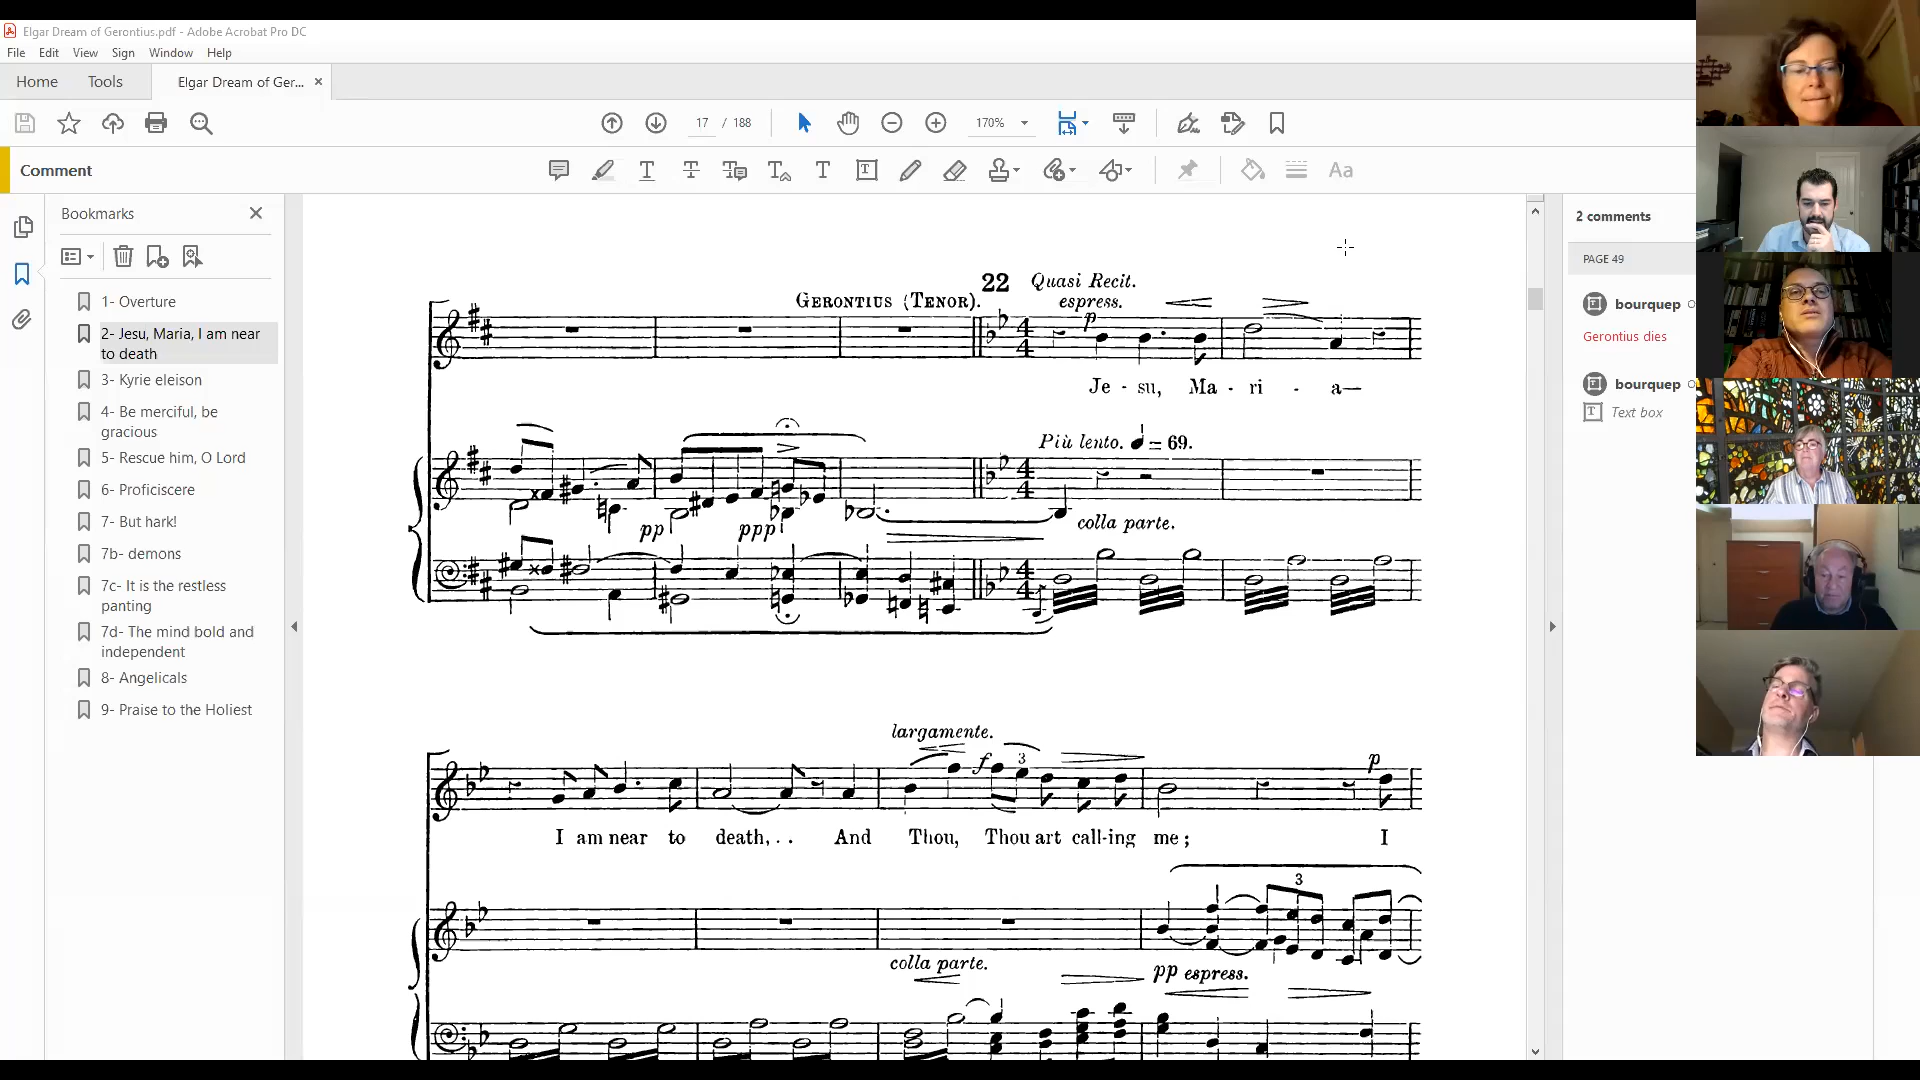 Elgar Dream of Gerontius.pdf - Adobe Acrobat Pro DC
File Edit View Sign Window Help
Home Tools Elgar Dream of Ger... ×
17 / 188 170%
Comment
Bookmarks
1- Overture
2- Jesu, Maria, I am near
to death
3- Kyrie eleison
4- Be merciful, be
gracious
5- Rescue him, O Lord
6- Proficiscere
7- But hark!
7b- demons
7c- It is the restless
panting
7d- The mind bold and
independent
8- Angelicals
9- Praise to the Holiest
22 Quasi Recit.
GERONTIUS (TENOR). espress.
p
4
4
Je - su, Ma - ri - a—
Più lento. ♩ = 69.
4
4
pp ppp colla parte.
4
4
largamente.
f 3 p
I am near to death, . . And Thou, Thou art call-ing me ; I
3
colla parte. pp espress.
2 comments
PAGE 49
bourquep
Gerontius dies
bourquep
Text box